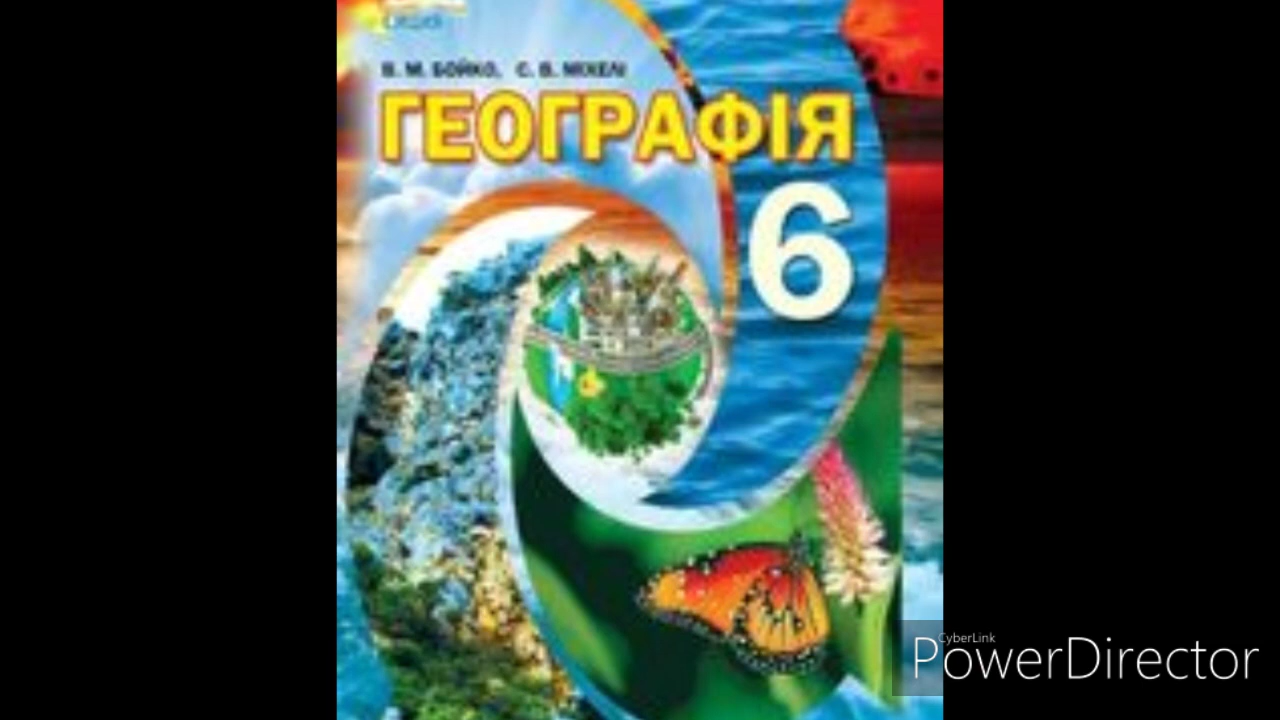 В. М. БОЙКО, С. В. МІХЕЛІ
ГЕОГРАФІЯ
6
CyberLink
PowerDirector